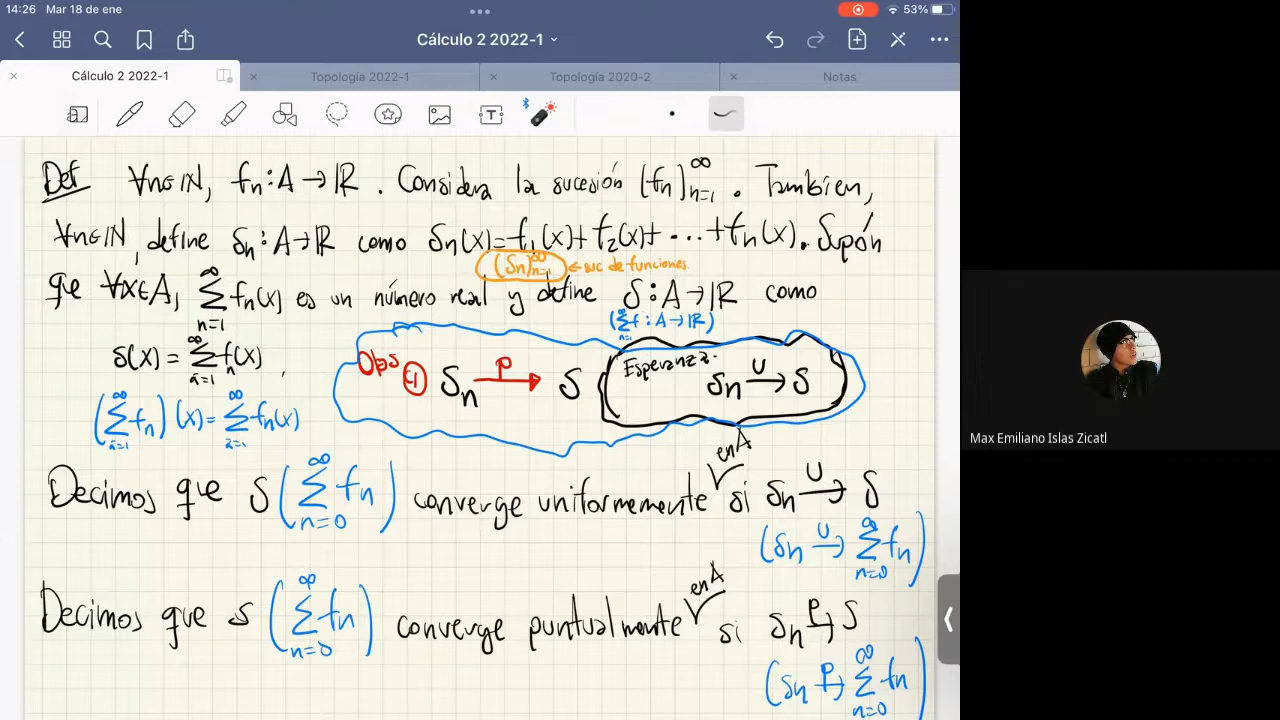 14:26 Mar 18 de ene
53%
Cálculo 2 2022-1
Cálculo 2 2022-1
Topología 2022-1
Topología 2020-2
Notas
Def ∀n∈ℕ, fn : A → ℝ. Considera la sucesión (fn)_{n=1}^∞. Tambien,
∀n∈ℕ, define sn : A → ℝ como sn(x) = f1(x) + f2(x) + ... + fn(x). Supón
(Sn)_{n=1}^∞ ← suc de funciones.
que ∀x∈A, ∑_{n=1}^∞ fn(x) es un número real y define s : A → ℝ como
(∑_{n=1}^∞ f : A → ℝ)
s(x) = ∑_{n=1}^∞ fn(x),
Obs ① Sn →^p S
Esperanza. sn →^U s
(∑_{n=1}^∞ fn)(x) = ∑_{n=1}^∞ fn(x)
Decimos que s (∑_{n=0}^∞ fn) converge uniformemente en A si sn →^U s
(sn →^U ∑_{n=0}^∞ fn)
Decimos que s (∑_{n=0}^∞ fn) converge puntualmente en A si sn →^p s
(sn →^p ∑_{n=0}^∞ fn)
Max Emiliano Islas Zicatl